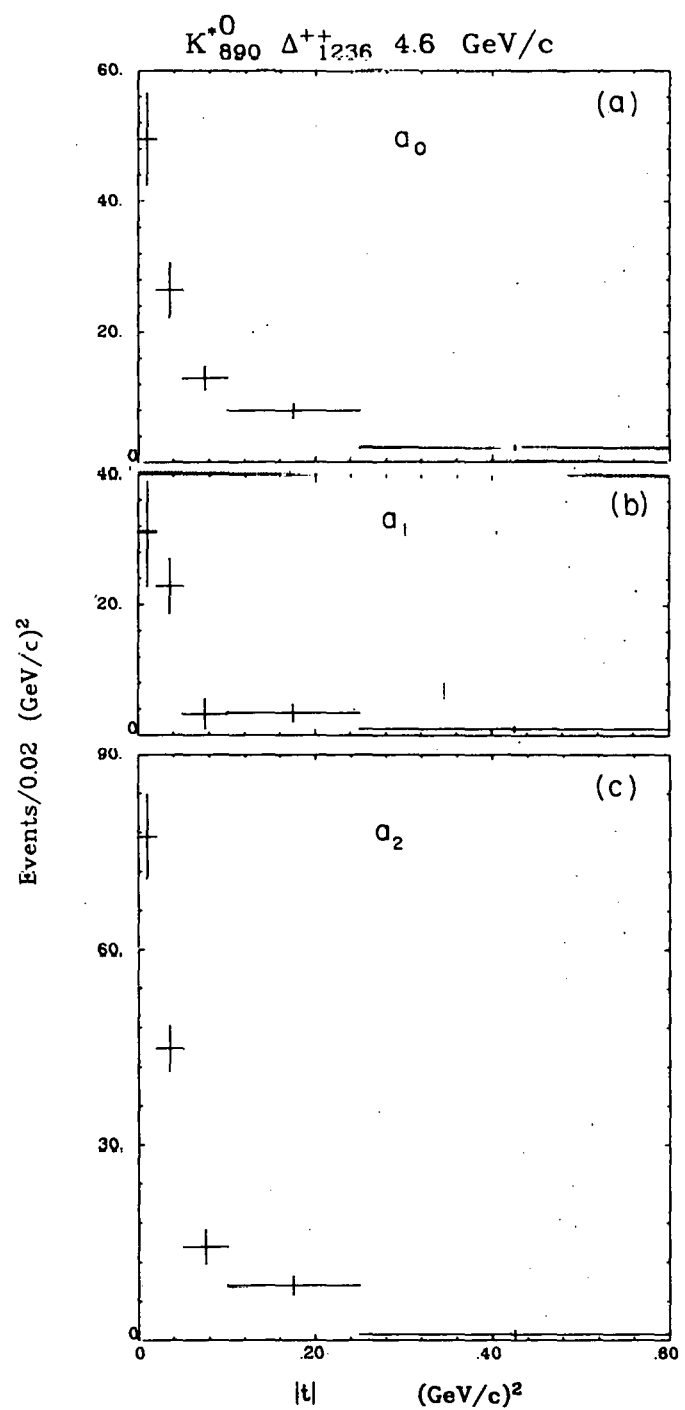 K*⁰₈₉₀ Δ⁺⁺₁₂₃₆ 4.6 GeV/c
60.
(a)
a₀
40.
20.
0
40.
(b)
a₁
20.
0
Events/0.02 (GeV/c)²
90.
(c)
a₂
60.
30.
0
0 .20 .40 .60
|t| (GeV/c)²